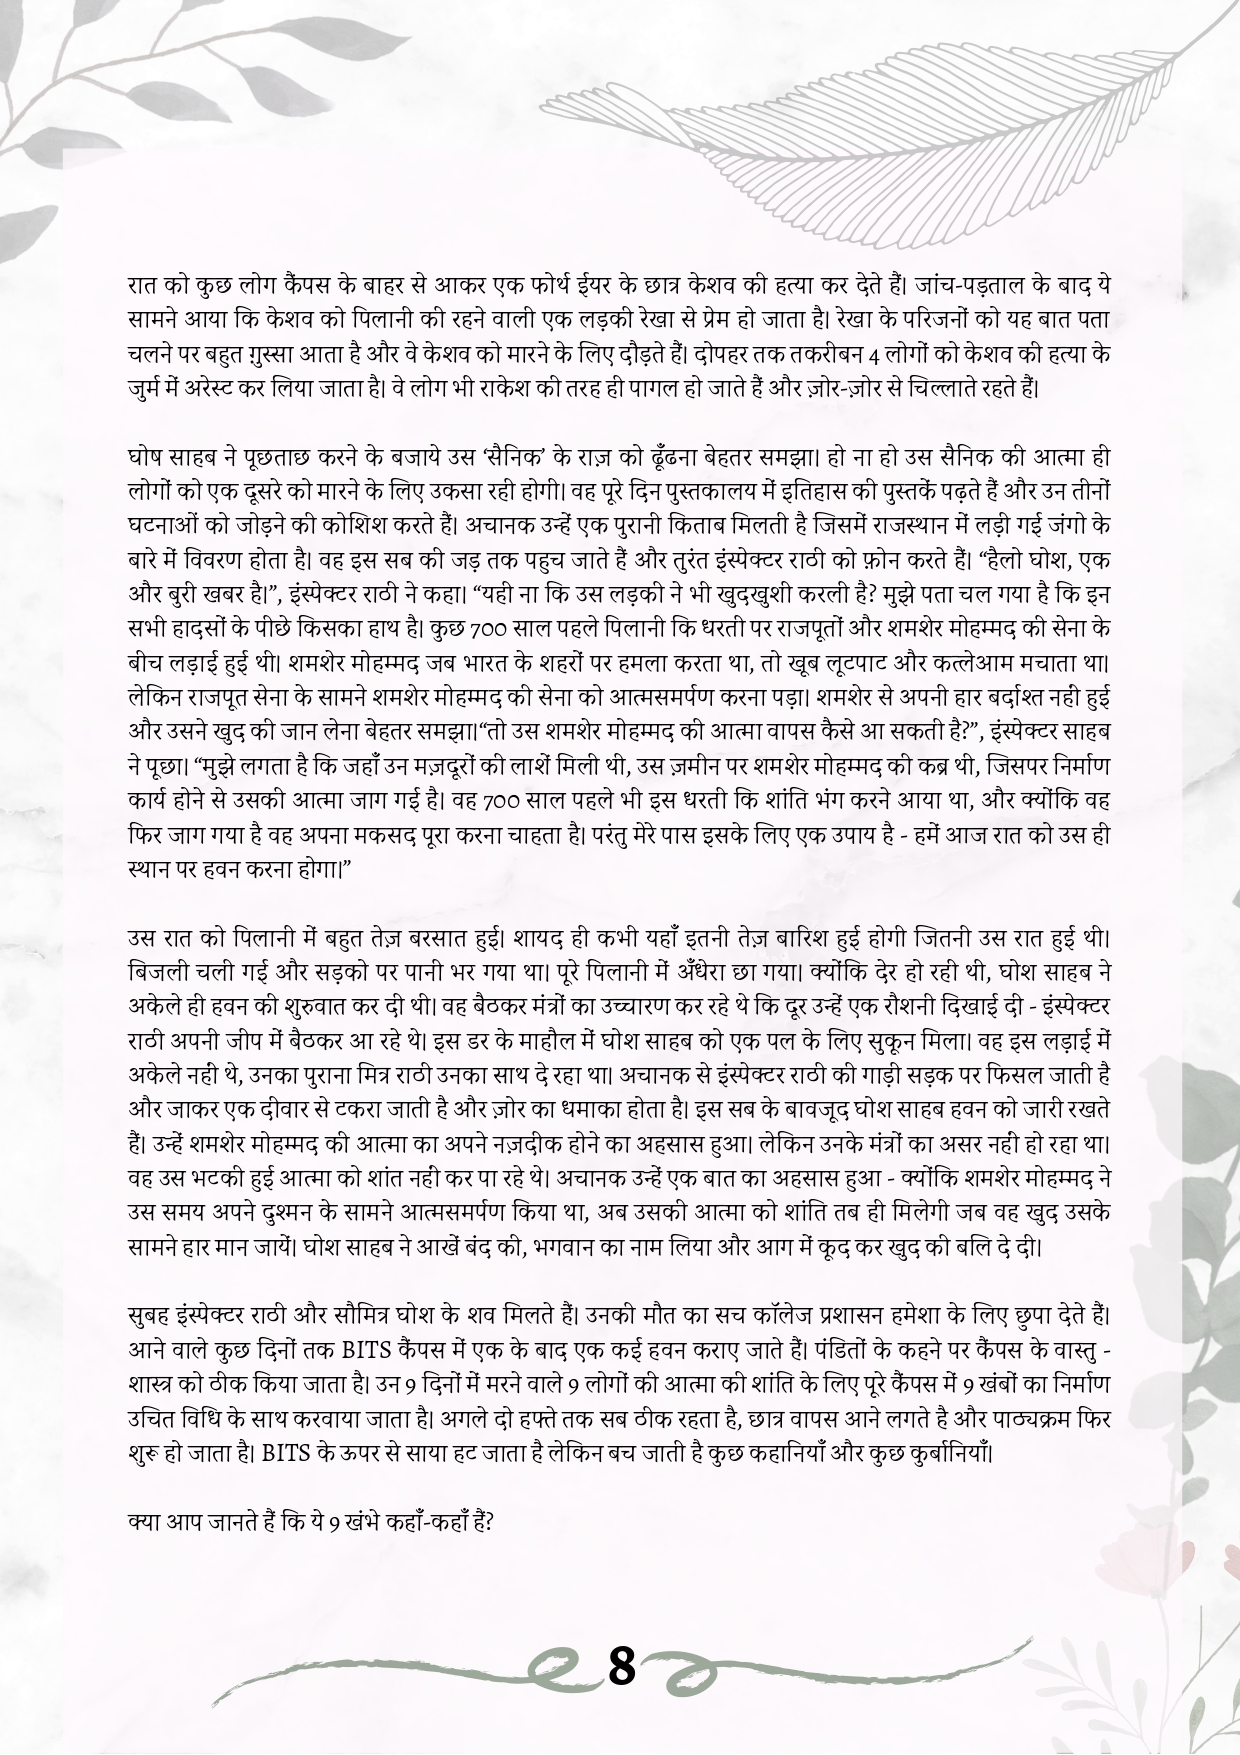 रात को कुछ लोग कैंपस के बाहर से आकर एक फोर्थ ईयर के छात्र केशव की हत्या कर देते हैं। जांच-पड़ताल के बाद ये
सामने आया कि केशव को पिलानी की रहने वाली एक लड़की रेखा से प्रेम हो जाता है। रेखा के परिजनों को यह बात पता
चलने पर बहुत ग़ुस्सा आता है और वे केशव को मारने के लिए दौड़ते हैं। दोपहर तक तकरीबन 4 लोगों को केशव की हत्या के
जुर्म में अरेस्ट कर लिया जाता है। वे लोग भी राकेश की तरह ही पागल हो जाते हैं और ज़ोर-ज़ोर से चिल्लाते रहते हैं।
घोष साहब ने पूछताछ करने के बजाये उस ‘सैनिक’ के राज़ को ढूँढना बेहतर समझा। हो ना हो उस सैनिक की आत्मा ही
लोगों को एक दूसरे को मारने के लिए उकसा रही होगी। वह पूरे दिन पुस्तकालय में इतिहास की पुस्तकें पढ़ते हैं और उन तीनों
घटनाओं को जोड़ने की कोशिश करते हैं। अचानक उन्हें एक पुरानी किताब मिलती है जिसमें राजस्थान में लड़ी गई जंगो के
बारे में विवरण होता है। वह इस सब की जड़ तक पहुच जाते हैं और तुरंत इंस्पेक्टर राठी को फ़ोन करते हैं। “हैलो घोश, एक
और बुरी खबर है।”, इंस्पेक्टर राठी ने कहा। “यही ना कि उस लड़की ने भी खुदखुशी करली है? मुझे पता चल गया है कि इन
सभी हादसों के पीछे किसका हाथ है। कुछ 700 साल पहले पिलानी कि धरती पर राजपूतों और शमशेर मोहम्मद की सेना के
बीच लड़ाई हुई थी। शमशेर मोहम्मद जब भारत के शहरों पर हमला करता था, तो खूब लूटपाट और कत्लेआम मचाता था।
लेकिन राजपूत सेना के सामने शमशेर मोहम्मद की सेना को आत्मसमर्पण करना पड़ा। शमशेर से अपनी हार बर्दाश्त नहीं हुई
और उसने खुद की जान लेना बेहतर समझा।“तो उस शमशेर मोहम्मद की आत्मा वापस कैसे आ सकती है?”, इंस्पेक्टर साहब
ने पूछा। “मुझे लगता है कि जहाँ उन मज़दूरों की लाशें मिली थी, उस ज़मीन पर शमशेर मोहम्मद की कब्र थी, जिसपर निर्माण
कार्य होने से उसकी आत्मा जाग गई है। वह 700 साल पहले भी इस धरती कि शांति भंग करने आया था, और क्योंकि वह
फिर जाग गया है वह अपना मकसद पूरा करना चाहता है। परंतु मेरे पास इसके लिए एक उपाय है - हमें आज रात को उस ही
स्थान पर हवन करना होगा।”
उस रात को पिलानी में बहुत तेज़ बरसात हुई। शायद ही कभी यहाँ इतनी तेज़ बारिश हुई होगी जितनी उस रात हुई थी।
बिजली चली गई और सड़को पर पानी भर गया था। पूरे पिलानी में अँधेरा छा गया। क्योंकि देर हो रही थी, घोश साहब ने
अकेले ही हवन की शुरुवात कर दी थी। वह बैठकर मंत्रों का उच्चारण कर रहे थे कि दूर उन्हें एक रौशनी दिखाई दी - इंस्पेक्टर
राठी अपनी जीप में बैठकर आ रहे थे। इस डर के माहौल में घोश साहब को एक पल के लिए सुकून मिला। वह इस लड़ाई में
अकेले नहीं थे, उनका पुराना मित्र राठी उनका साथ दे रहा था। अचानक से इंस्पेक्टर राठी की गाड़ी सड़क पर फिसल जाती है
और जाकर एक दीवार से टकरा जाती है और ज़ोर का धमाका होता है। इस सब के बावजूद घोश साहब हवन को जारी रखते
हैं। उन्हें शमशेर मोहम्मद की आत्मा का अपने नज़दीक होने का अहसास हुआ। लेकिन उनके मंत्रों का असर नहीं हो रहा था।
वह उस भटकी हुई आत्मा को शांत नहीं कर पा रहे थे। अचानक उन्हें एक बात का अहसास हुआ - क्योंकि शमशेर मोहम्मद ने
उस समय अपने दुश्मन के सामने आत्मसमर्पण किया था, अब उसकी आत्मा को शांति तब ही मिलेगी जब वह खुद उसके
सामने हार मान जायें। घोश साहब ने आखें बंद की, भगवान का नाम लिया और आग में कूद कर खुद की बलि दे दी।
सुबह इंस्पेक्टर राठी और सौमित्र घोश के शव मिलते हैं। उनकी मौत का सच कॉलेज प्रशासन हमेशा के लिए छुपा देते हैं।
आने वाले कुछ दिनों तक BITS कैंपस में एक के बाद एक कई हवन कराए जाते हैं। पंडितों के कहने पर कैंपस के वास्तु -
शास्त्र को ठीक किया जाता है। उन 9 दिनों में मरने वाले 9 लोगों की आत्मा की शांति के लिए पूरे कैंपस में 9 खंबों का निर्माण
उचित विधि के साथ करवाया जाता है। अगले दो हफ्ते तक सब ठीक रहता है, छात्र वापस आने लगते है और पाठ्यक्रम फिर
शुरू हो जाता है। BITS के ऊपर से साया हट जाता है लेकिन बच जाती है कुछ कहानियाँ और कुछ कुर्बानियाँ।
क्या आप जानते हैं कि ये 9 खंभे कहाँ-कहाँ हैं?
8